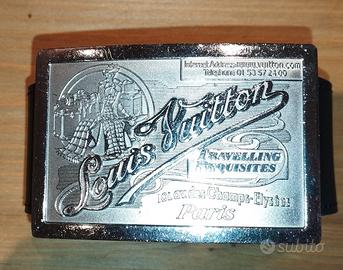 Internet Address:www.vuitton.com
Telephone 01 53 57 24 00
Louis Vuitton
TRAVELLING
REQUISITES
101.av.des Champs-Elysées
Paris
subito